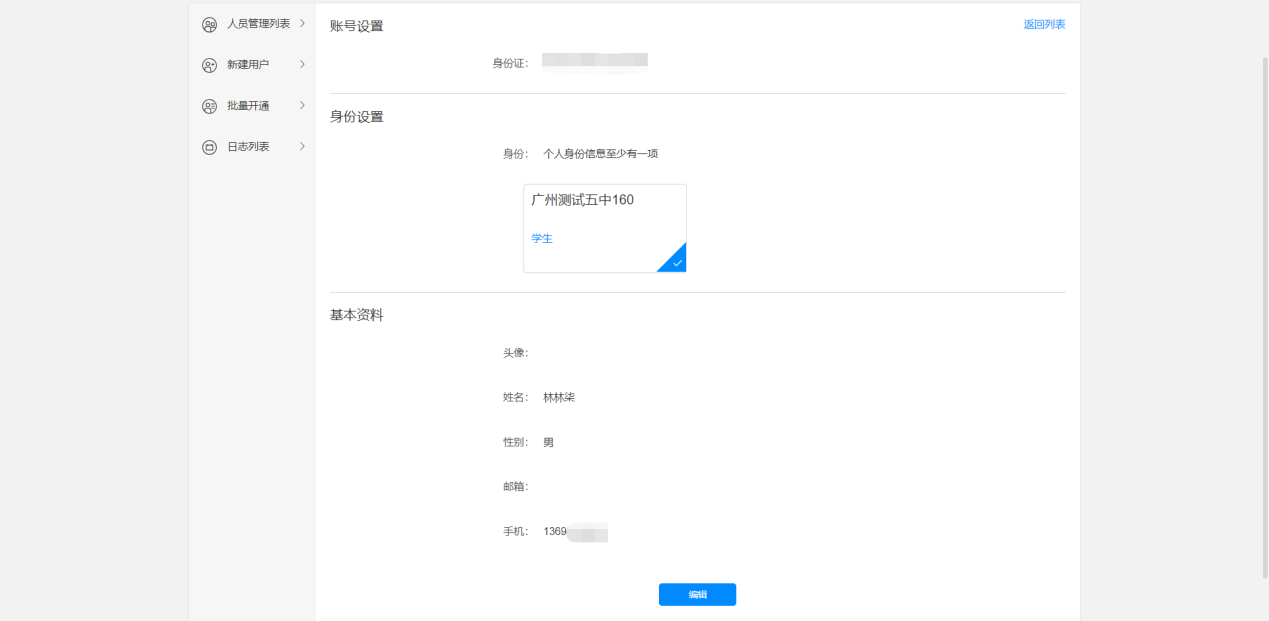 人员管理列表
新建用户
批量开通
日志列表
账号设置
返回列表
身份证：
身份设置
身份： 个人身份信息至少有一项
广州测试五中160
学生
基本资料
头像：
姓名： 林林柒
性别： 男
邮箱：
手机： 1369
编辑